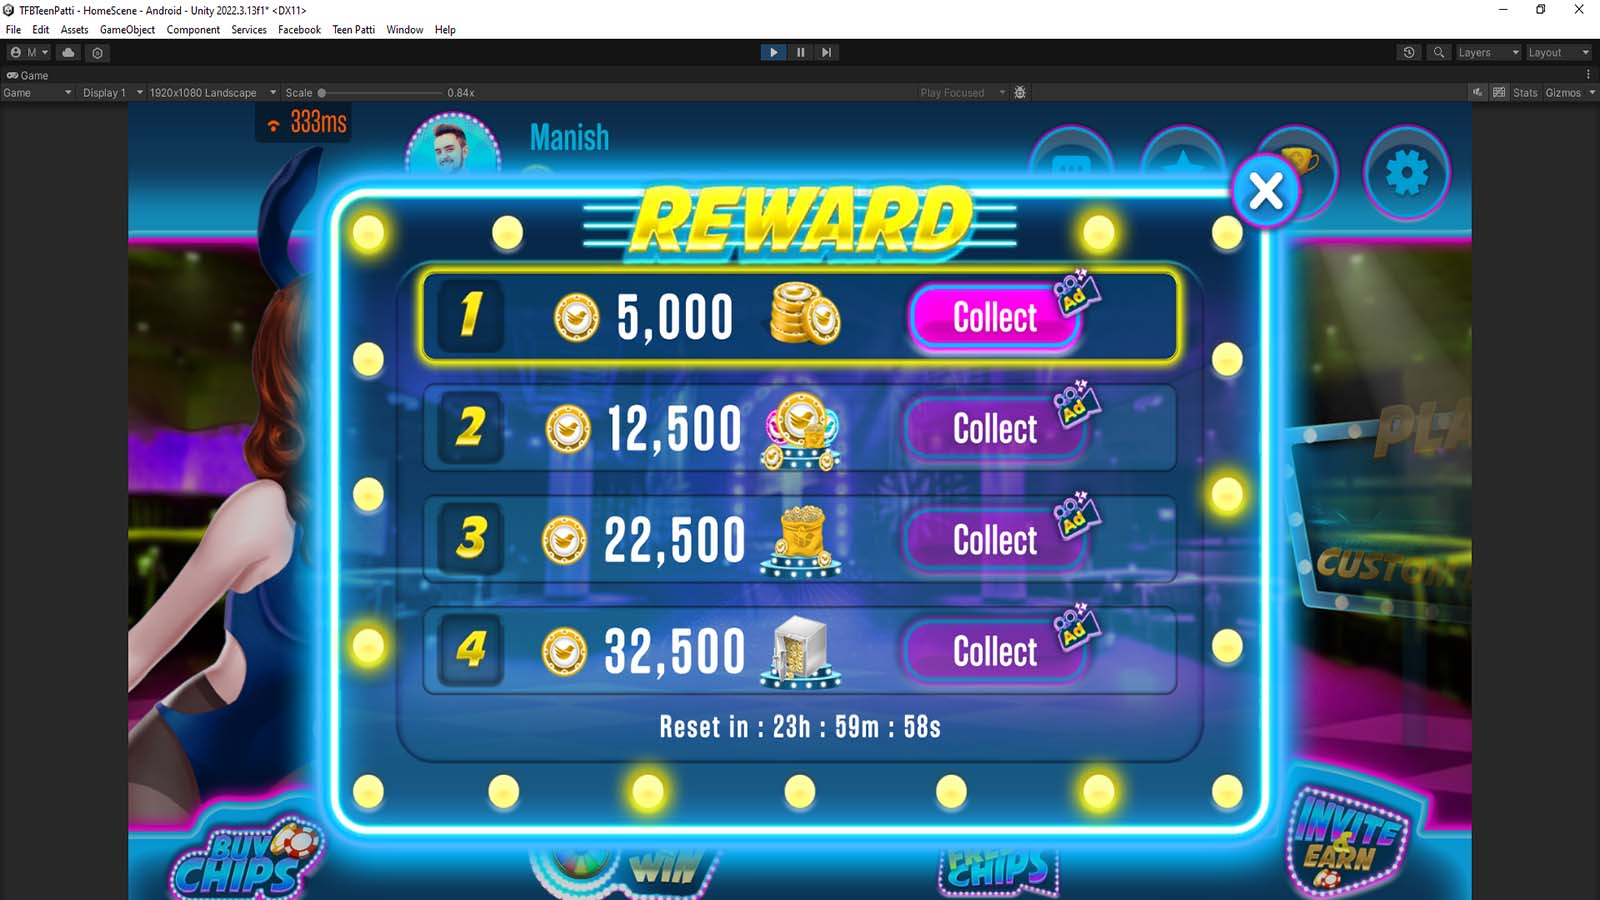 TFBTeenPatti - HomeScene - Android - Unity 2022.3.13f1* <DX11>
File Edit Assets GameObject Component Services Facebook Teen Patti Window Help
M Layers Layout
Game
Game Display 1 1920x1080 Landscape Scale 0.84x Play Focused Stats Gizmos
333ms
Manish
REWARD
1 5,000 Collect Ad
2 12,500 Collect Ad
3 22,500 Collect Ad
4 32,500 Collect Ad
Reset in : 23h : 59m : 58s
PLA
CUSTOM
BUY CHIPS
WIN
FREE CHIPS
INVITE & EARN